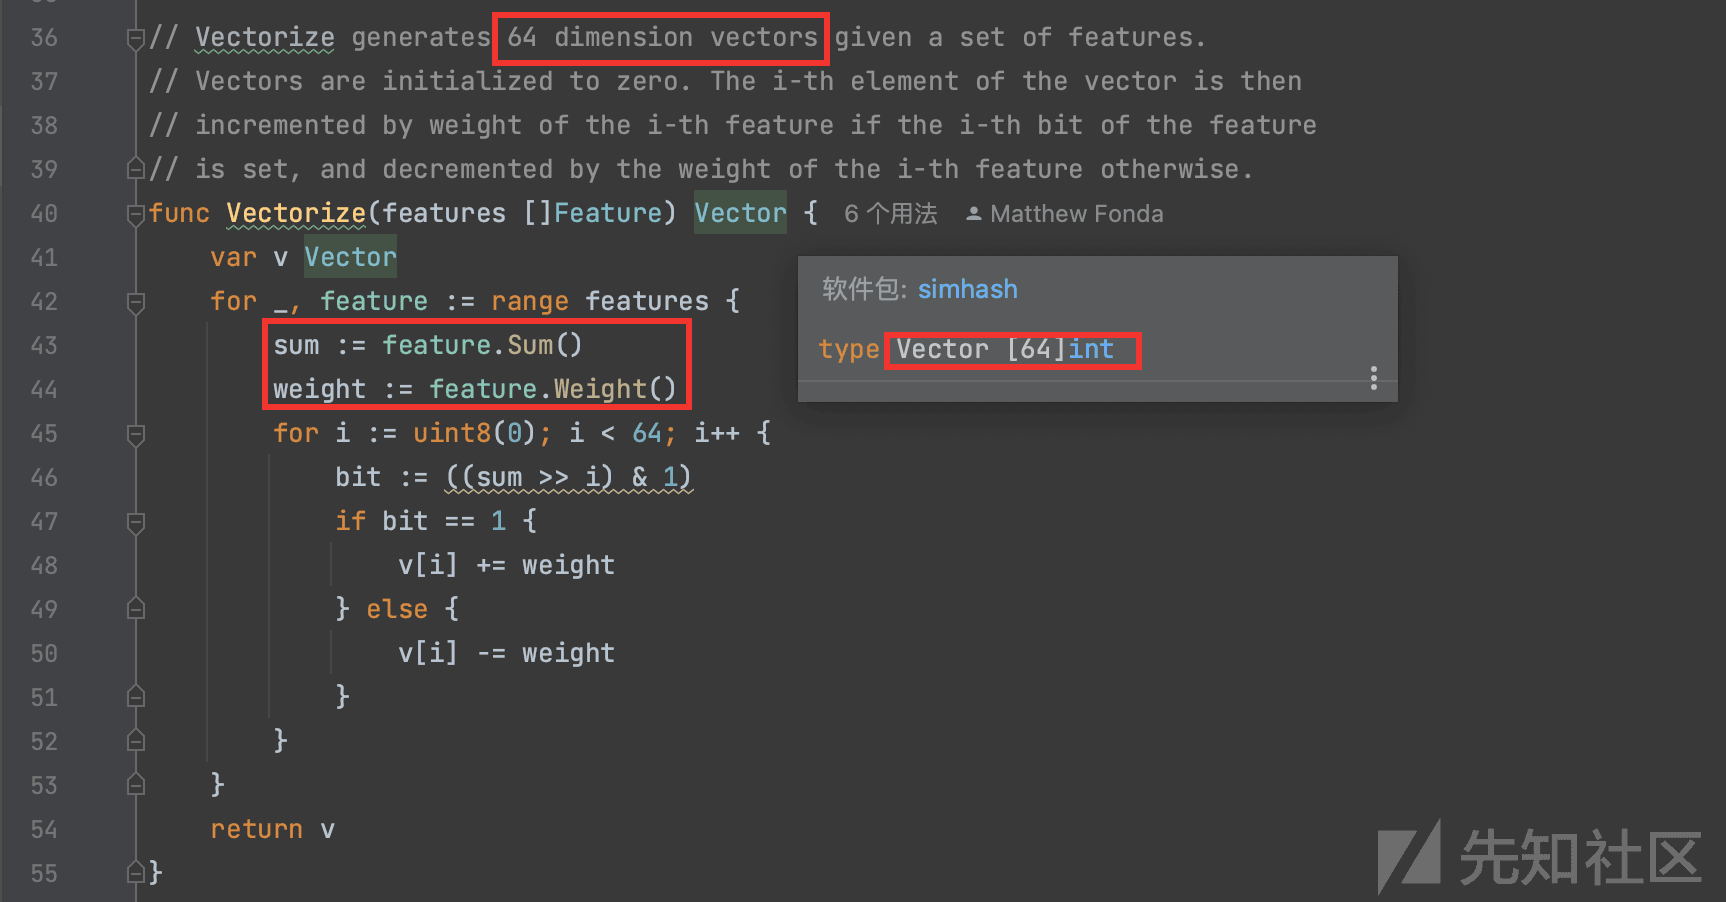 36 // Vectorize generates 64 dimension vectors given a set of features.
37 // Vectors are initialized to zero. The i-th element of the vector is then
38 // incremented by weight of the i-th feature if the i-th bit of the feature
39 // is set, and decremented by the weight of the i-th feature otherwise.
40 func Vectorize(features []Feature) Vector { 6 个用法 Matthew Fonda
41 var v Vector
42 for _, feature := range features {
软件包: simhash
43 sum := feature.Sum()
type Vector [64]int
44 weight := feature.Weight()
45 for i := uint8(0); i < 64; i++ {
46 bit := ((sum >> i) & 1)
47 if bit == 1 {
48 v[i] += weight
49 } else {
50 v[i] -= weight
51 }
52 }
53 }
54 return v
55 }
先知社区